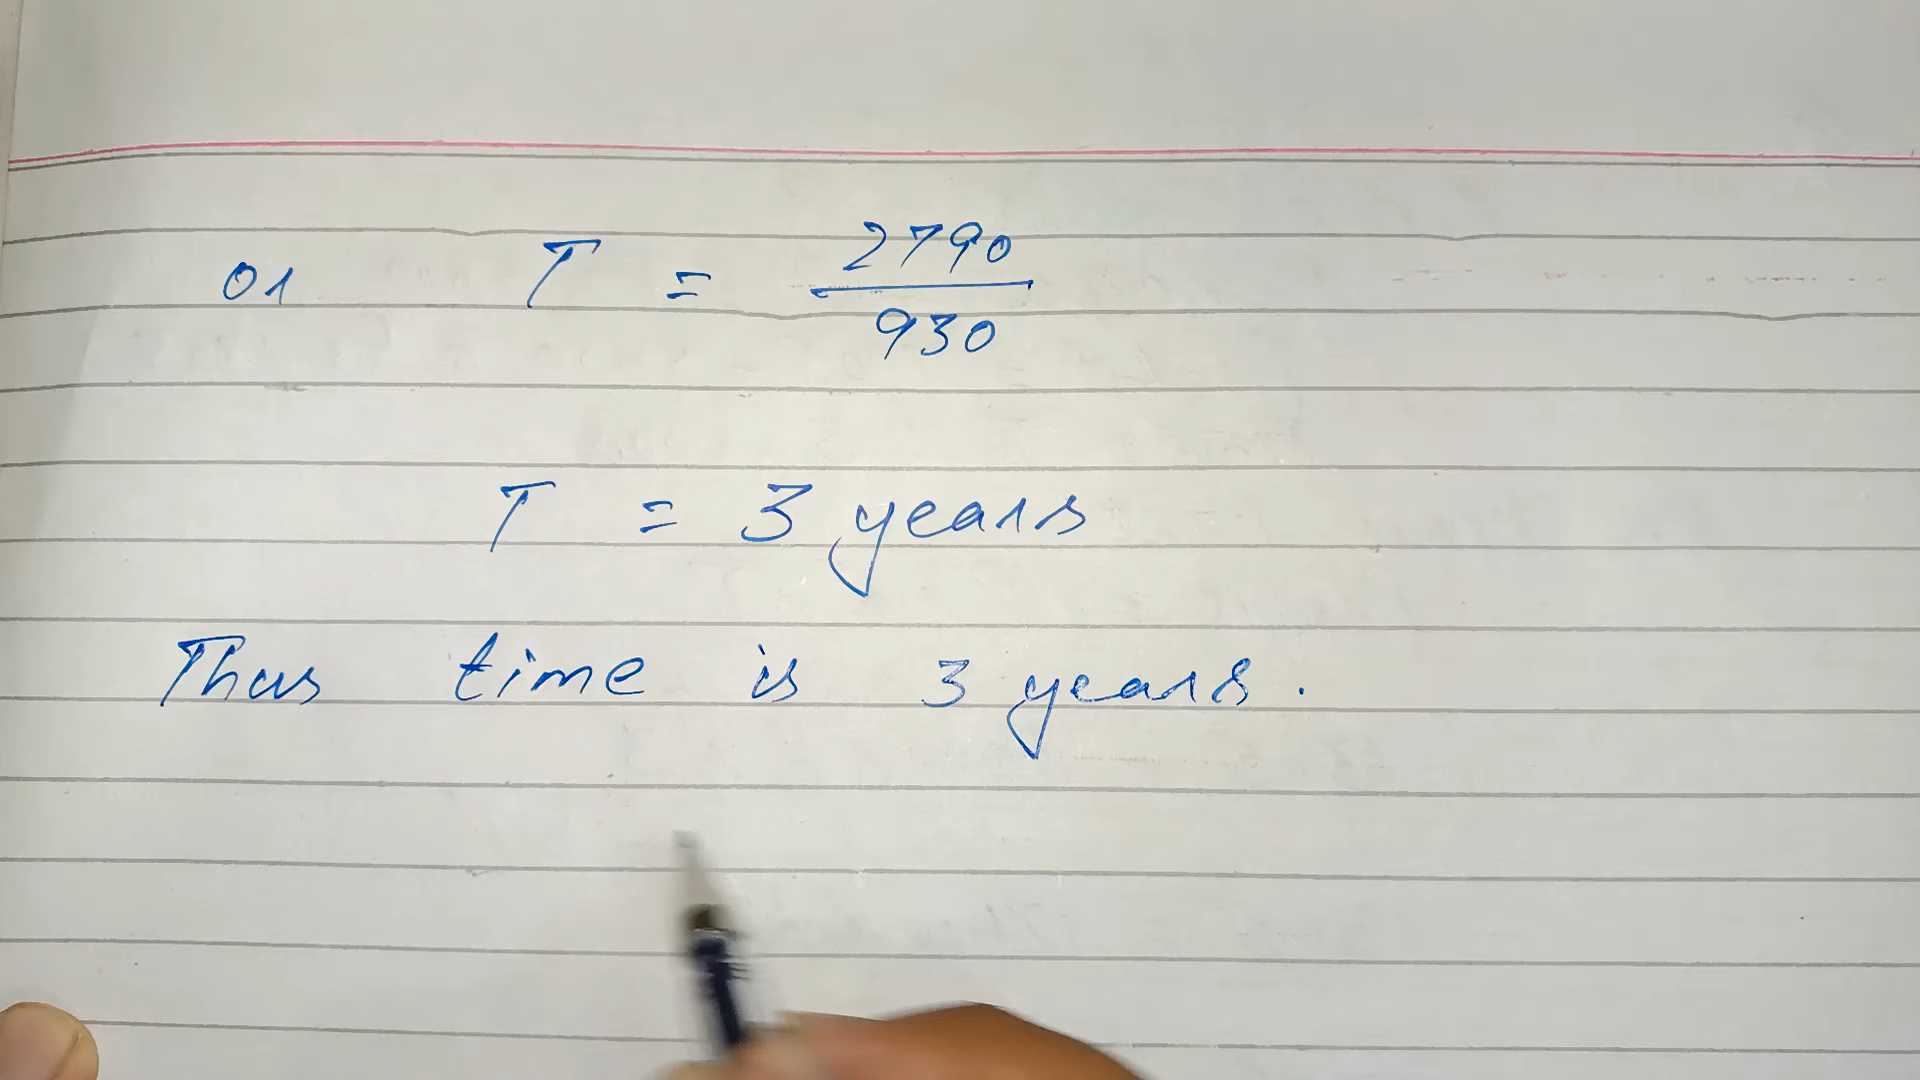 or T = 2790/930
T = 3 years
Thus time is 3 years.